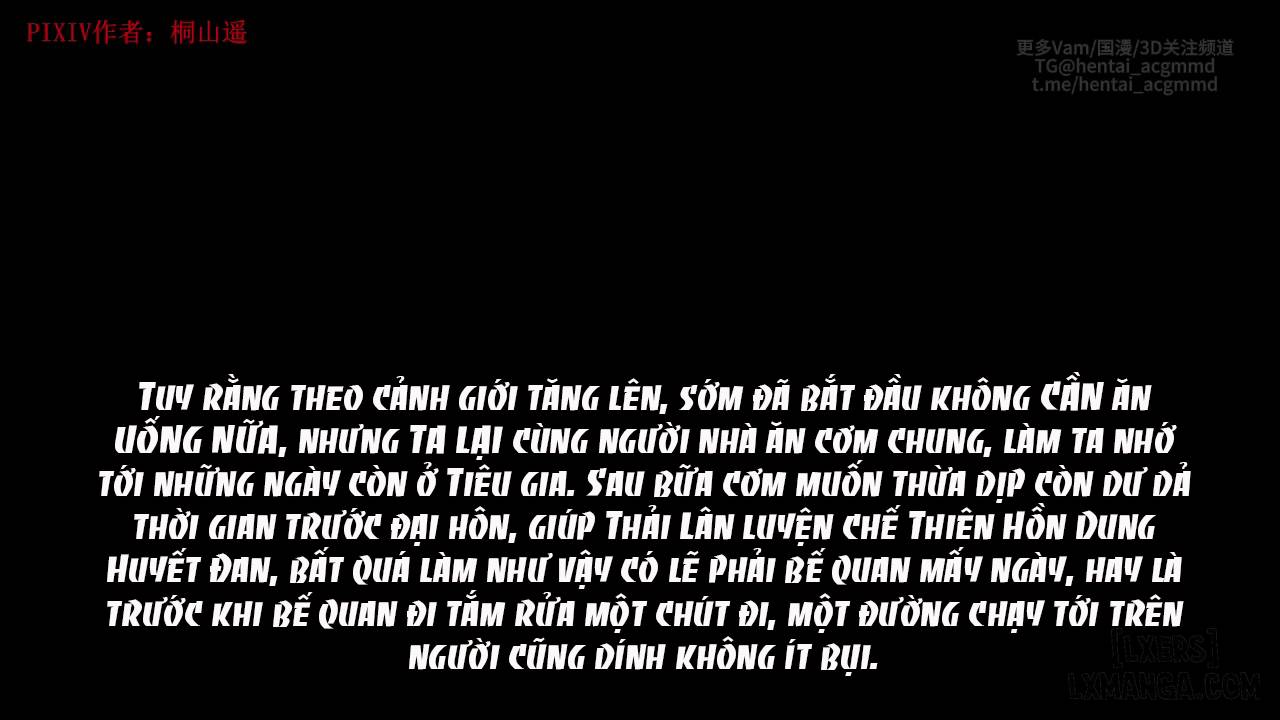 PIXIV作者：桐山遥
更多Vam/国漫/3D关注频道
TG@hentai_acgmmd
t.me/hentai_acgmmd
Tuy rằng theo cảnh giới tăng lên, sớm đã bắt đầu không CẦN ăn
UỐNG NỮA, nhưng TA LẠI cùng người nhà ăn cơm chung, làm ta nhớ
tới những ngày còn ở Tiêu gia. Sau bữa cơm muốn thừa dịp còn dư dả
thời gian trước đại hôn, giúp Thải Lân luyện chế Thiên Hồn Dung
Huyết Đan, bất quá làm như vậy có lẽ phải bế quan mấy ngày, hay là
trước khi bế quan đi tắm rửa một chút đi, một đường chạy tới trên
người cũng dính không ít bụi.
[LXERS]
LXMANGA.COM